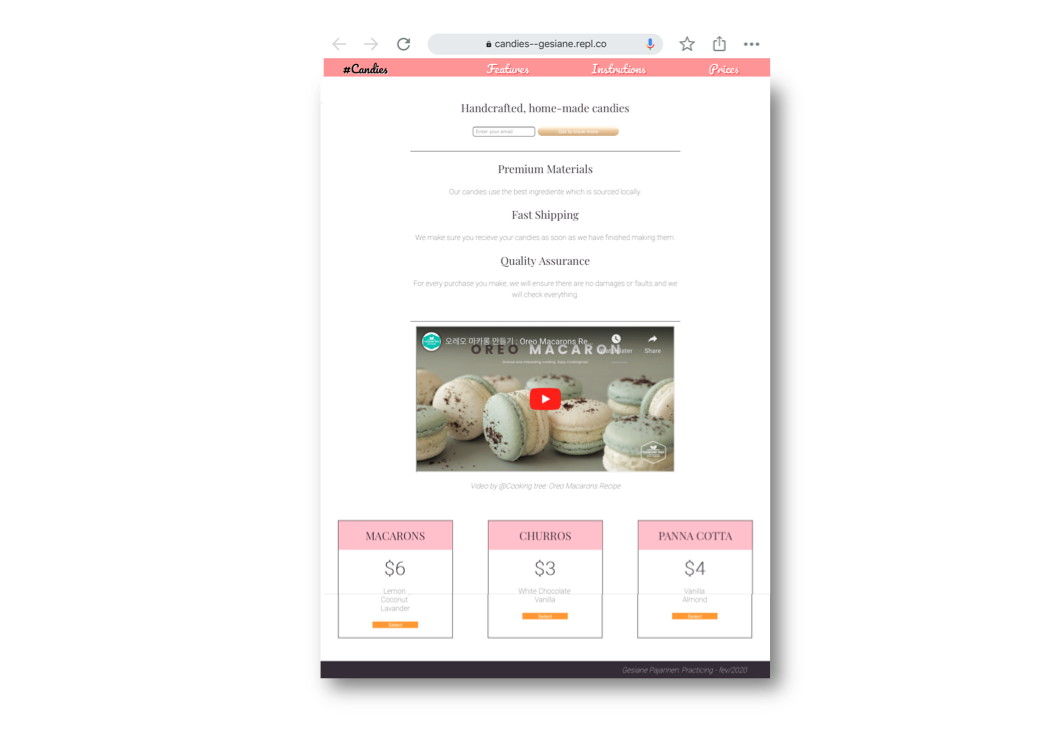 candies--gesiane.repl.co
#Candies Features Instrutions Prices
Handcrafted, home-made candies
Enter your email Get to know more
Premium Materials
Our candies use the best ingrediente which is sourced locally.
Fast Shipping
We make sure you recieve your candies as soon as we have finished making them.
Quality Assurance
For every purchase you make, we will ensure there are no damages or faults and we
will check everything.
오레오 마카롱 만들기 : Oreo Macarons Re...
later Share
OREO MACARON
Video by @Cooking tree: Oreo Macarons Recipe
MACARONS
$6
Lemon
Coconut
Lavander
Select
CHURROS
$3
White Chocolate
Vanilla
Select
PANNA COTTA
$4
Vanilla
Almond
Select
Gesiane Pajarinen: Practicing - fev/2020